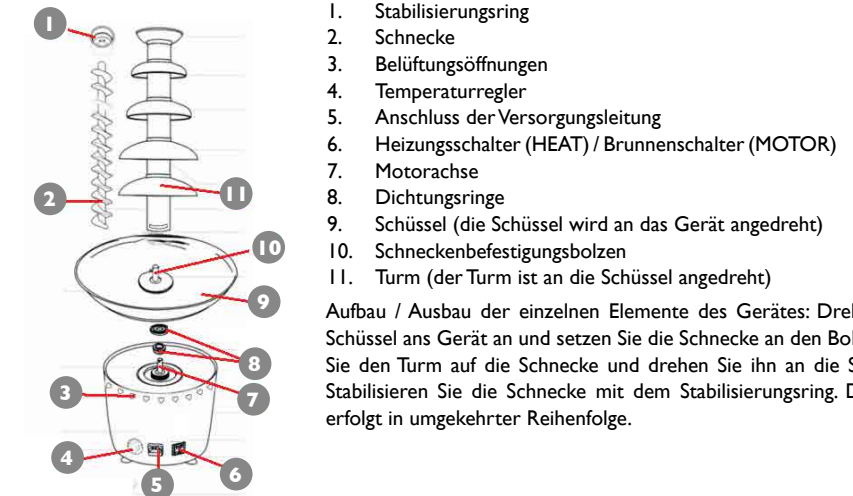 1. Stabilisierungsring
2. Schnecke
3. Belüftungsöffnungen
4. Temperaturregler
5. Anschluss der Versorgungsleitung
6. Heizungsschalter (HEAT) / Brunnenschalter (MOTOR)
7. Motorachse
8. Dichtungsringe
9. Schüssel (die Schüssel wird an das Gerät angedreht)
10. Schneckenbefestigungsbolzen
11. Turm (der Turm ist an die Schüssel angedreht)
Aufbau / Ausbau der einzelnen Elemente des Gerätes:
Schüssel ans Gerät an und setzen Sie die Schnecke an den
Sie den Turm auf die Schnecke und drehen Sie ihn an die
Stabilisieren Sie die Schnecke mit dem Stabilisierungsring.
erfolgt in umgekehrter Reihenfolge.
1
2
11
10
9
8
3
7
4
5
6